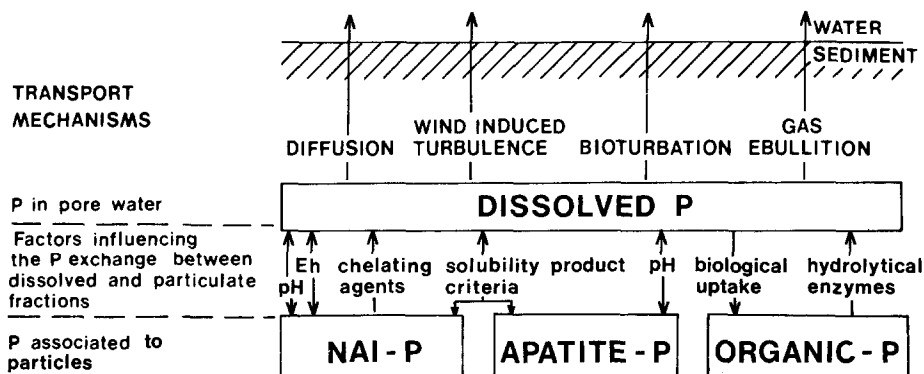 WATER
SEDIMENT
TRANSPORT
MECHANISMS
DIFFUSION
WIND INDUCED
TURBULENCE
BIOTURBATION
GAS
EBULLITION
P in pore water
DISSOLVED P
Factors influencing
the P exchange between
dissolved and particulate
fractions
pH
Eh
chelating
agents
solubility product
criteria
pH
biological
uptake
hydrolytical
enzymes
P associated to
particles
NAI - P
APATITE - P
ORGANIC - P